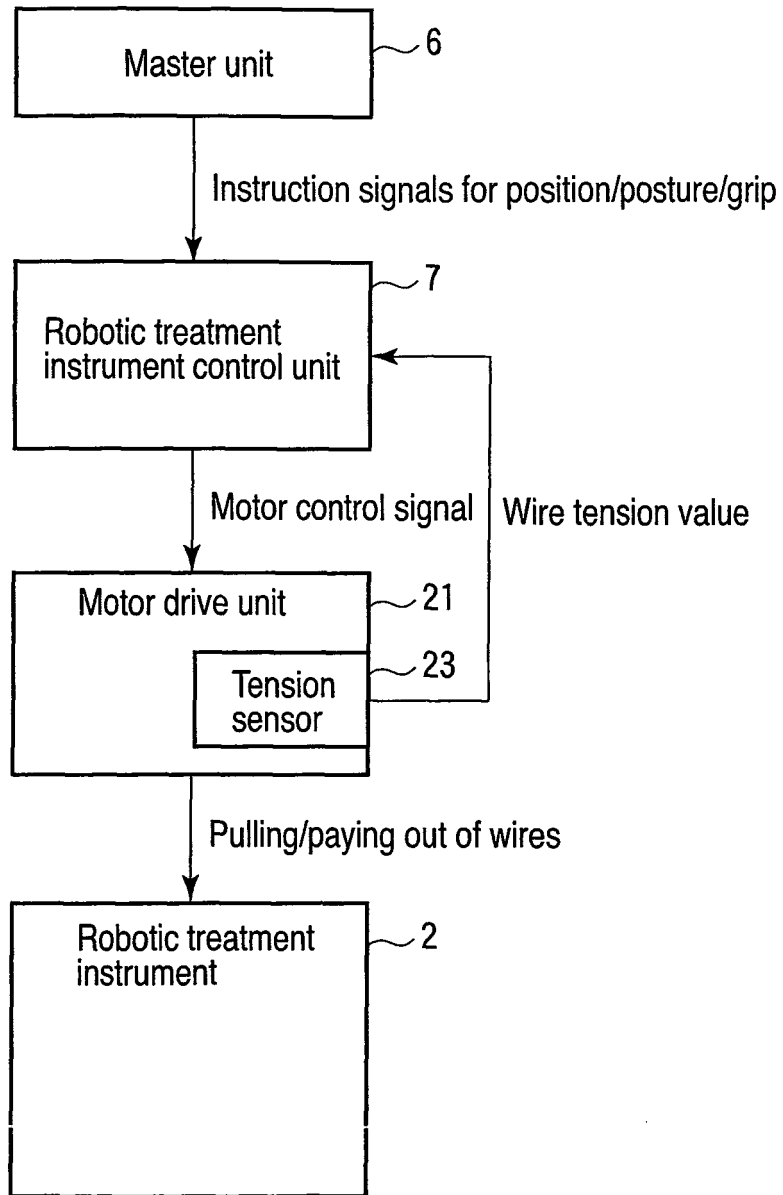 Master unit
6
Instruction signals for position/posture/grip
7
Robotic treatment
instrument control unit
Motor control signal
Wire tension value
Motor drive unit
21
23
Tension
sensor
Pulling/paying out of wires
Robotic treatment
instrument
2